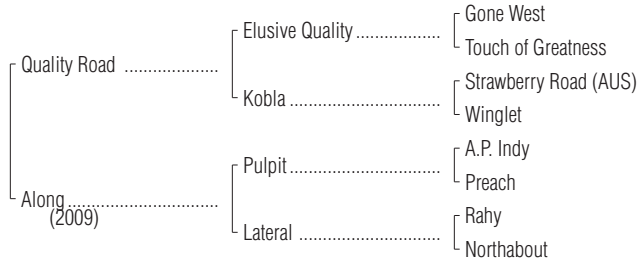 Gone West
Elusive Quality ..................
Touch of Greatness
Quality Road ....................
Strawberry Road (AUS)
Kobla ................................
Winglet
A.P. Indy
Pulpit ................................
Preach
Along ................................
(2009)
Rahy
Lateral ..............................
Northabout